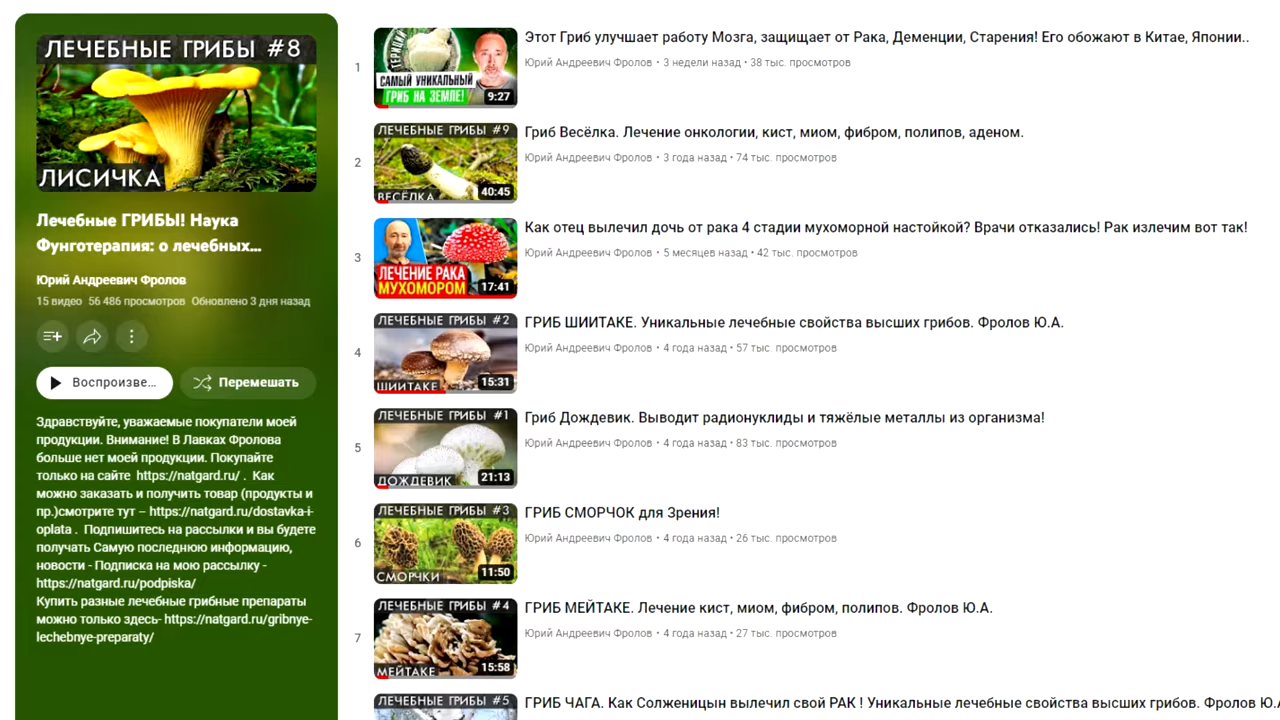 ЛЕЧЕБНЫЕ ГРИБЫ #8
ЛИСИЧКА
Лечебные ГРИБЫ! Наука
Фунготерапия: о лечебных...
Юрий Андреевич Фролов
15 видео 56 486 просмотров Обновлено 3 дня назад
Воспроизве...
Перемешать
Здравствуйте, уважаемые покупатели моей
продукции. Внимание! В Лавках Фролова
больше нет моей продукции. Покупайте
только на сайте https://natgard.ru/ . Как
можно заказать и получить товар (продукты и
пр.)смотрите тут – https://natgard.ru/dostavka-i-
oplata . Подпишитесь на рассылки и вы будете
получать Самую последнюю информацию,
новости - Подписка на мою рассылку -
https://natgard.ru/podpiska/
Купить разные лечебные грибные препараты
можно только здесь- https://natgard.ru/gribnye-
lechebnye-preparaty/
1
САМЫЙ УНИКАЛЬНЫЙ
ГРИБ НА ЗЕМЛЕ!
9:27
Этот Гриб улучшает работу Мозга, защищает от Рака, Деменции, Старения! Его обожают в Китае, Японии..
Юрий Андреевич Фролов • 3 недели назад • 38 тыс. просмотров
2
ЛЕЧЕБНЫЕ ГРИБЫ #9
ВЕСЁЛКА
40:45
Гриб Весёлка. Лечение онкологии, кист, миом, фибром, полипов, аденом.
Юрий Андреевич Фролов • 3 года назад • 74 тыс. просмотров
3
ЛЕЧЕНИЕ РАКА
МУХОМОРОМ
17:41
Как отец вылечил дочь от рака 4 стадии мухоморной настойкой? Врачи отказались! Рак излечим вот так!
Юрий Андреевич Фролов • 5 месяцев назад • 42 тыс. просмотров
4
ЛЕЧЕБНЫЕ ГРИБЫ #2
ШИИТАКЕ
15:31
ГРИБ ШИИТАКЕ. Уникальные лечебные свойства высших грибов. Фролов Ю.А.
Юрий Андреевич Фролов • 4 года назад • 57 тыс. просмотров
5
ЛЕЧЕБНЫЕ ГРИБЫ #1
ДОЖДЕВИК
21:13
Гриб Дождевик. Выводит радионуклиды и тяжёлые металлы из организма!
Юрий Андреевич Фролов • 4 года назад • 83 тыс. просмотров
6
ЛЕЧЕБНЫЕ ГРИБЫ #3
СМОРЧКИ
11:50
ГРИБ СМОРЧОК для Зрения!
Юрий Андреевич Фролов • 4 года назад • 26 тыс. просмотров
7
ЛЕЧЕБНЫЕ ГРИБЫ #4
МЕЙТАКЕ
15:58
ГРИБ МЕЙТАКЕ. Лечение кист, миом, фибром, полипов. Фролов Ю.А.
Юрий Андреевич Фролов • 4 года назад • 27 тыс. просмотров
ЛЕЧЕБНЫЕ ГРИБЫ #5
ГРИБ ЧАГА. Как Солженицын вылечил свой РАК ! Уникальные лечебные свойства высших грибов. Фролов Ю.